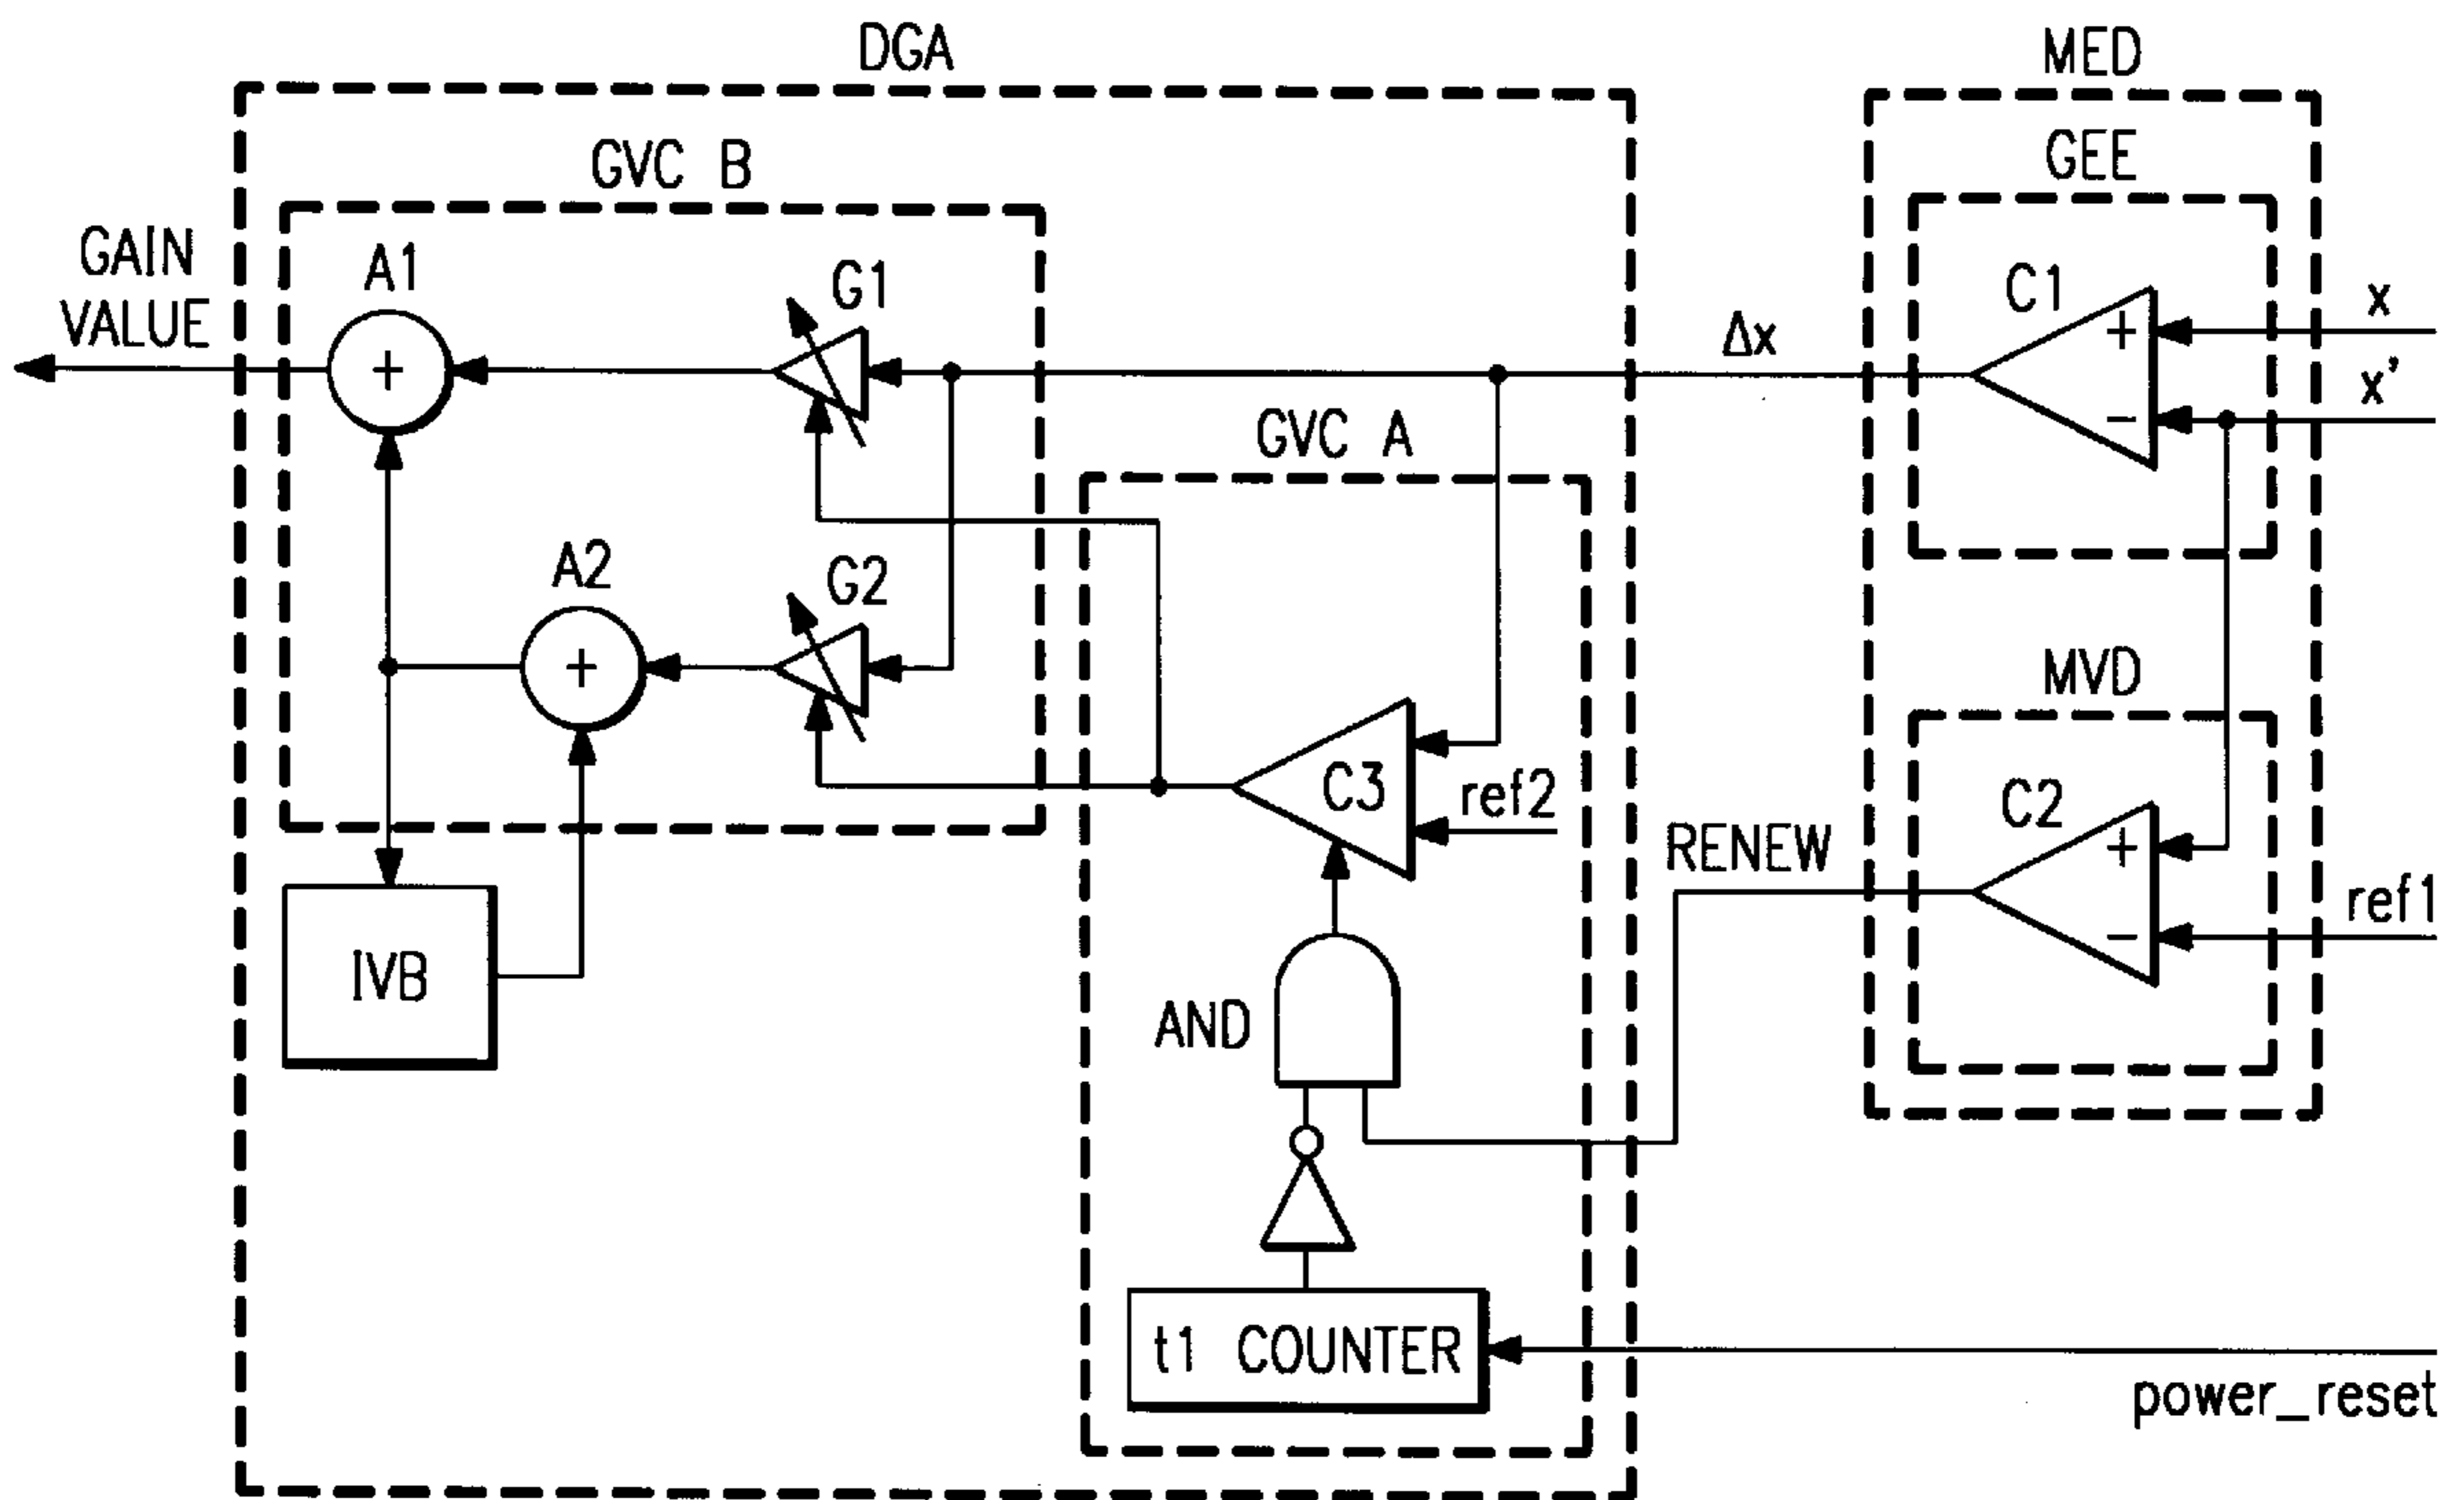 DGA
MED
GVC B
GEE
GAIN
VALUE
A1
G1
C1
+
x
Δx
+
−
x'
GVC A
A2
G2
+
MVD
C3
ref2
RENEW
C2
+
ref1
−
IVB
AND
t1 COUNTER
power_reset